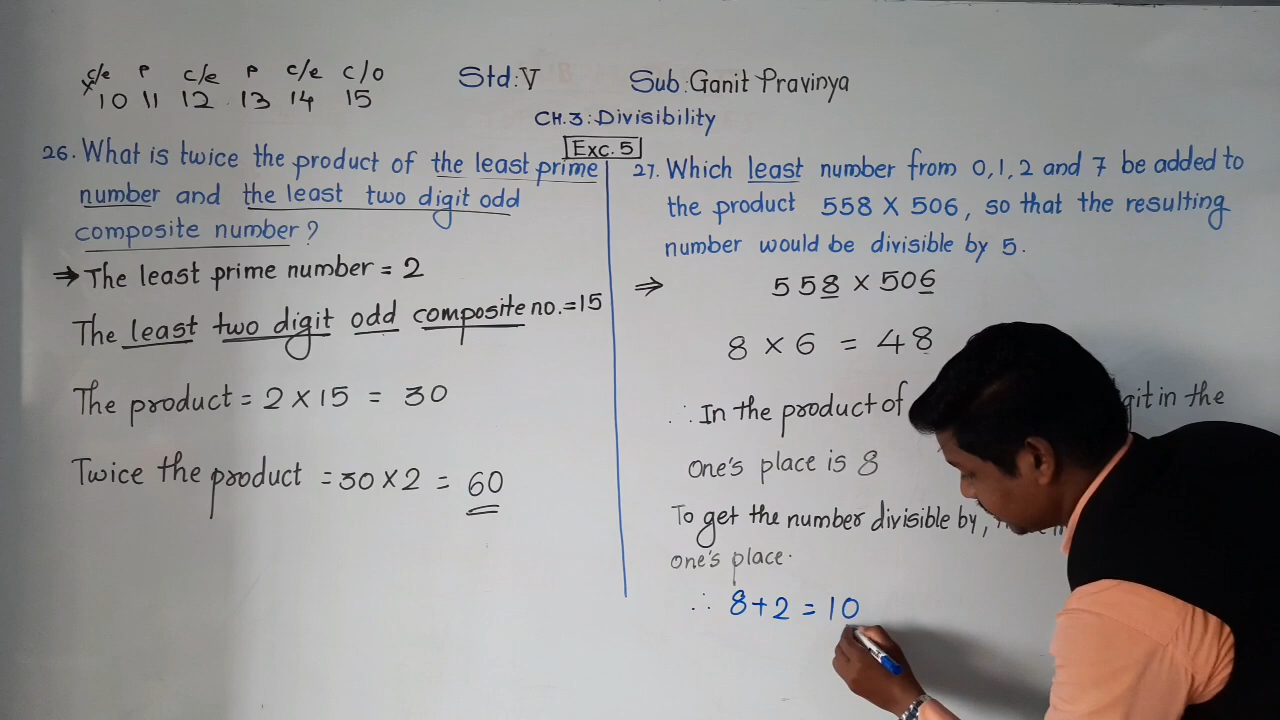 c/e P c/e P c/e c/o
10 11 12 13 14 15
Std:V Sub:Ganit Pravinya
CH.3:Divisibility
Exc.5
26. What is twice the product of the least prime
number and the least two digit odd
composite number?
⇒ The least prime number = 2
The least two digit odd composite no.=15
The product = 2 × 15 = 30
Twice the product = 30 × 2 = 60
27. Which least number from 0,1,2 and 7 be added to
the product 558 × 506, so that the resulting
number would be divisible by 5.
⇒ 558 × 506
8 × 6 = 48
∴ In the product of in the
one's place is 8
To get the number divisible by,
one's place.
∴ 8+2 = 10